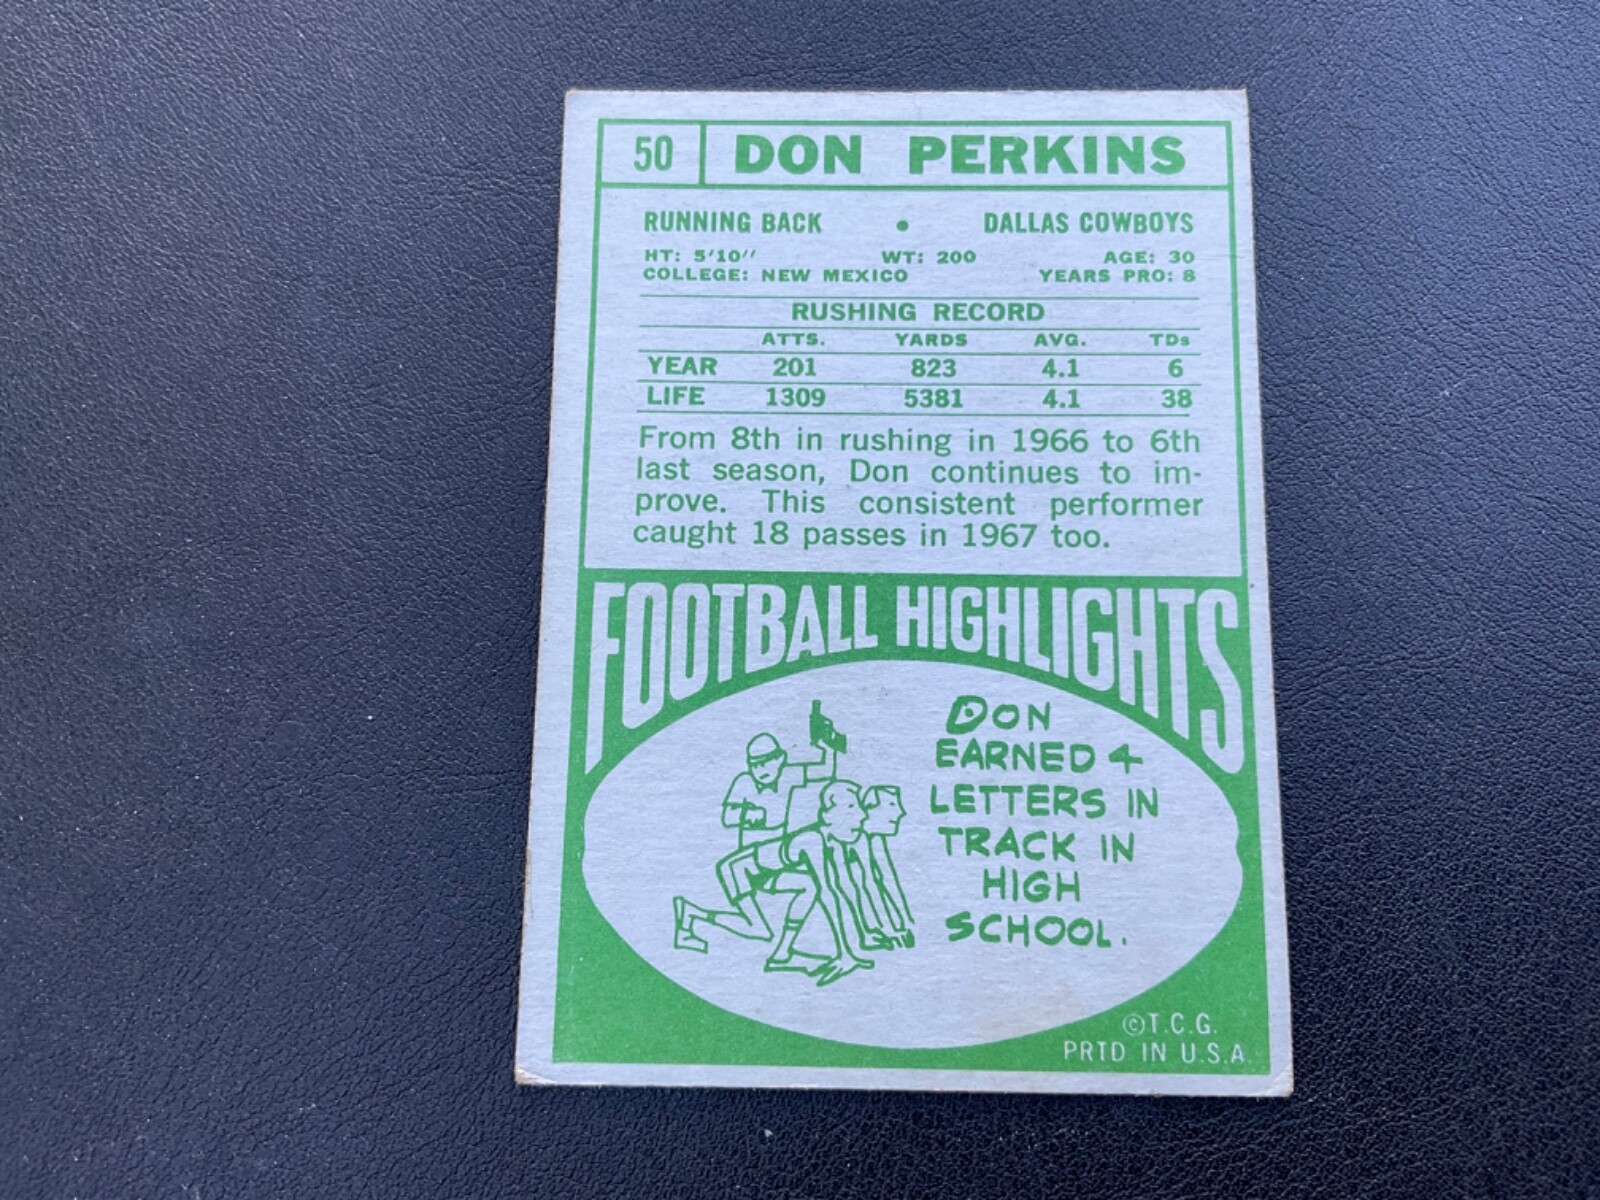 50 DON PERKINS
RUNNING BACK • DALLAS COWBOYS
HT: 5'10'' WT: 200 AGE: 30
COLLEGE: NEW MEXICO YEARS PRO: 8
RUSHING RECORD
ATTS. YARDS AVG. TDs
YEAR 201 823 4.1 6
LIFE 1309 5381 4.1 38
From 8th in rushing in 1966 to 6th
last season, Don continues to im-
prove. This consistent performer
caught 18 passes in 1967 too.
FOOTBALL HIGHLIGHTS
DON
EARNED 4
LETTERS IN
TRACK IN
HIGH
SCHOOL.
©T.C.G.
PRTD IN U.S.A.